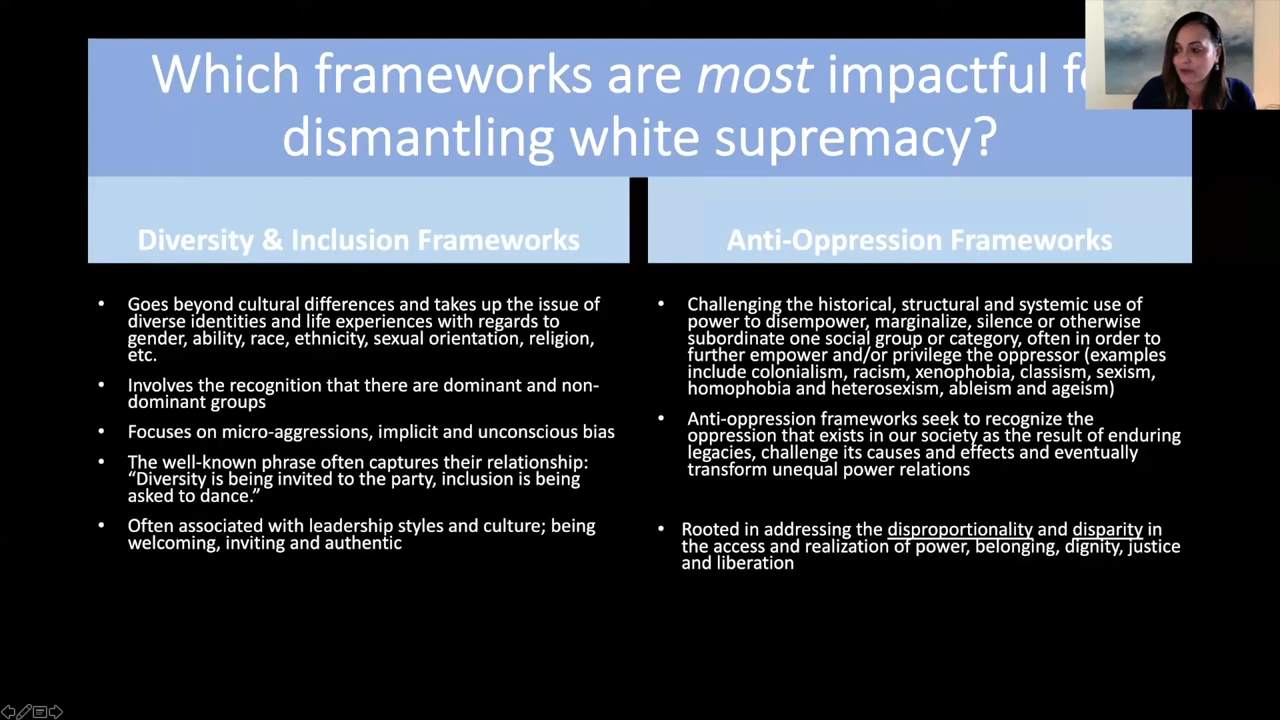 Which frameworks are most impactful
dismantling white supremacy?
Diversity & Inclusion Frameworks
• Goes beyond cultural differences and takes up the issue of
diverse identities and life experiences with regards to
gender, ability, race, ethnicity, sexual orientation, religion,
etc.
• Involves the recognition that there are dominant and non-
dominant groups
• Focuses on micro-aggressions, implicit and unconscious bias
• The well-known phrase often captures their relationship:
“Diversity is being invited to the party, inclusion is being
asked to dance.”
• Often associated with leadership styles and culture; being
welcoming, inviting and authentic
Anti-Oppression Frameworks
• Challenging the historical, structural and systemic use of
power to disempower, marginalize, silence or otherwise
subordinate one social group or category, often in order to
further empower and/or privilege the oppressor (examples
include colonialism, racism, xenophobia, classism, sexism,
homophobia and heterosexism, ableism and ageism)
• Anti-oppression frameworks seek to recognize the
oppression that exists in our society as the result of enduring
legacies, challenge its causes and effects and eventually
transform unequal power relations
• Rooted in addressing the disproportionality and disparity in
the access and realization of power, belonging, dignity, justice
and liberation